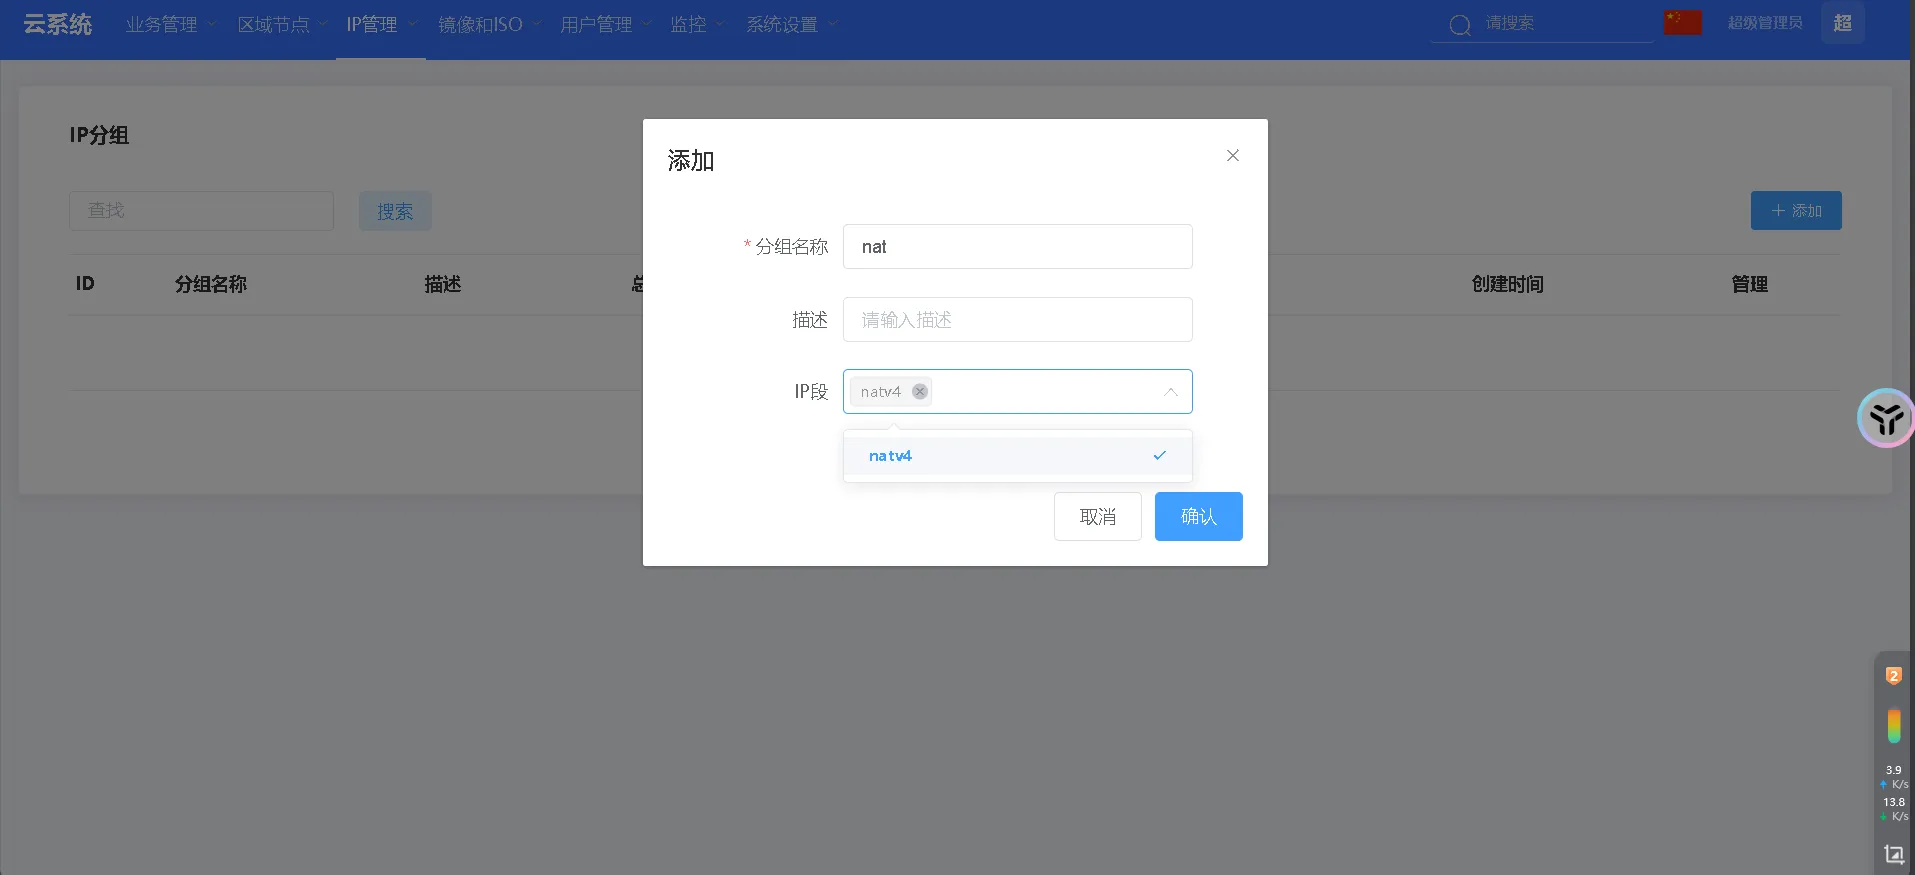 云系统 业务管理 区域节点 IP管理 镜像和ISO 用户管理 监控 系统设置 请搜索 超级管理员 超
IP分组
添加
查找 搜索
+ 添加
* 分组名称 nat
ID 分组名称 描述 总 创建时间 管理
描述 请输入描述
IP段 natv4
natv4
取消 确认
2
3.9
K/s
13.8
K/s